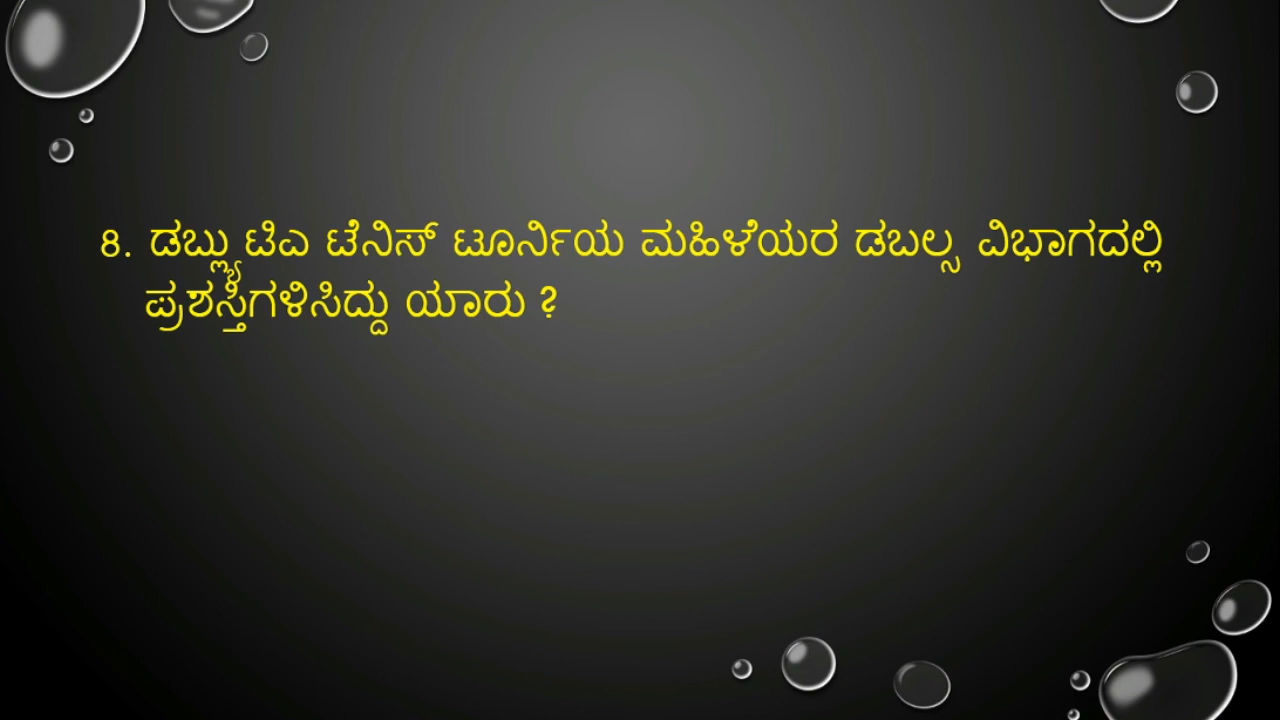 8. ಡಬ್ಲ್ಯುಟಿಎ ಟೆನಿಸ್ ಟೂರ್ನಿಯ ಮಹಿಳೆಯರ ಡಬಲ್ಸ ವಿಭಾಗದಲ್ಲಿ
ಪ್ರಶಸ್ತಿಗಳಿಸಿದ್ದು ಯಾರು ?